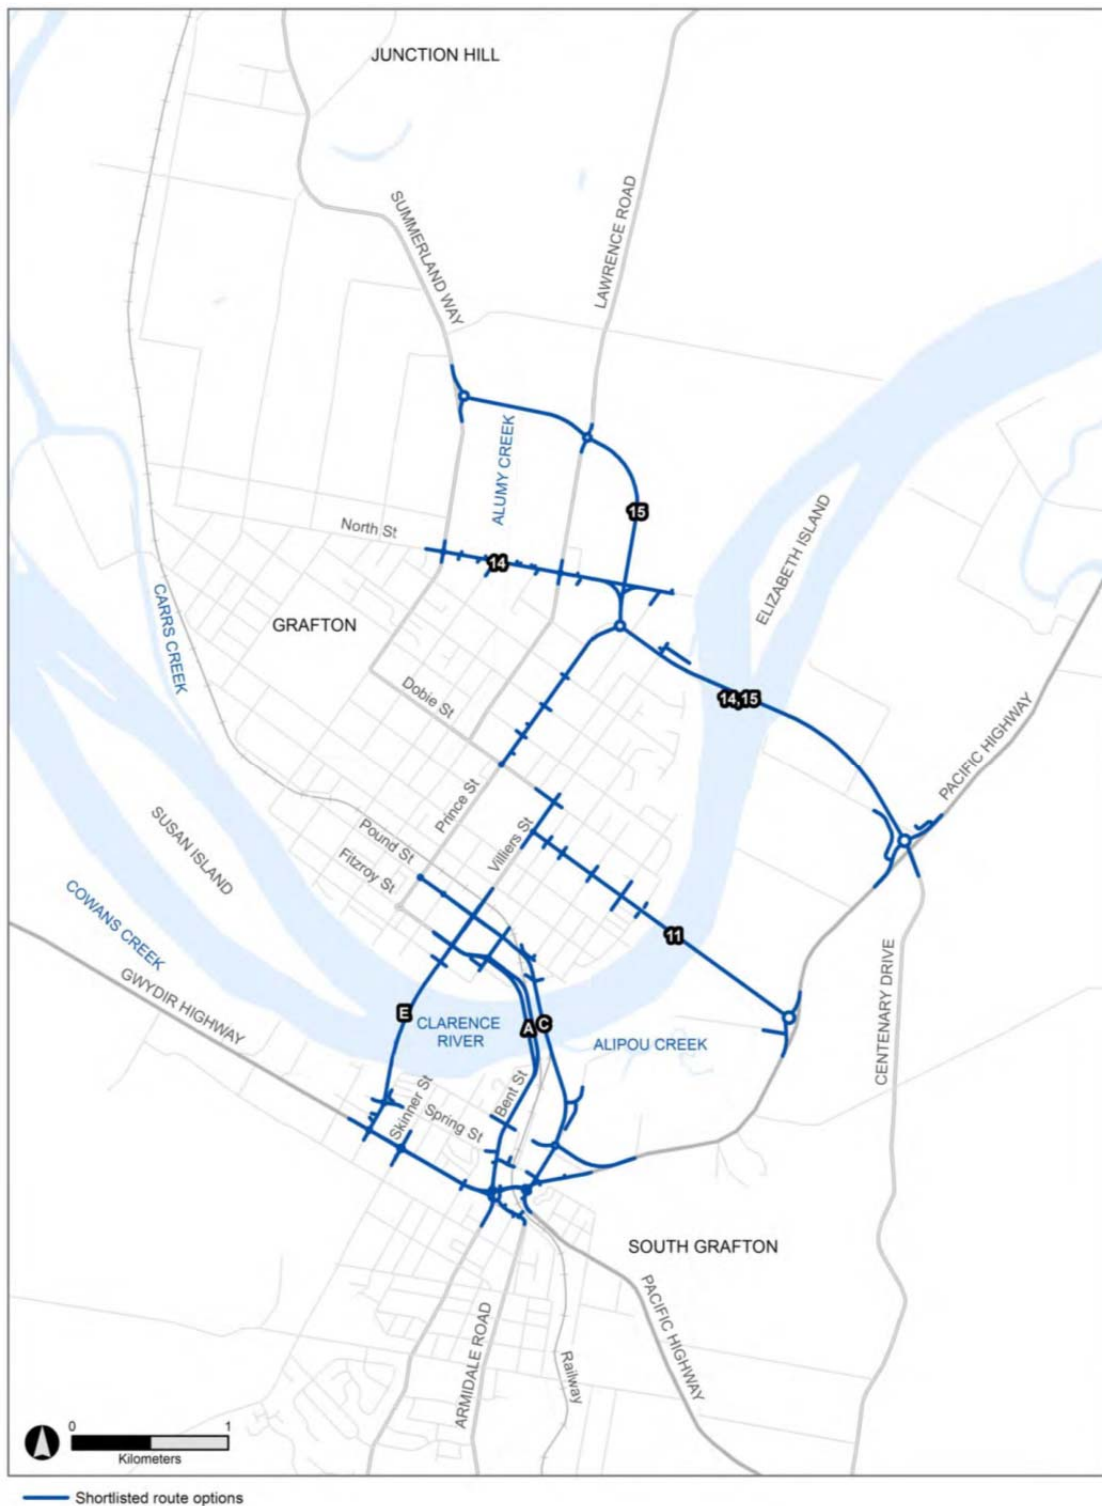 JUNCTION HILL
SUMMERLAND WAY
LAWRENCE ROAD
ALUMY CREEK
15
ELIZABETH ISLAND
North St
14
CARRS CREEK
GRAFTON
Dobie St
14,15
PACIFIC HIGHWAY
Prince St
SUSAN ISLAND
Pound St
Villiers St
Fitzroy St
COWANS CREEK
11
GWYDIR HIGHWAY
CENTENARY DRIVE
E
CLARENCE
RIVER
A
C
ALIPOU CREEK
Skinner St
Bent St
Spring St
SOUTH GRAFTON
PACIFIC HIGHWAY
ARMIDALE ROAD
Railway
0
1
Kilometers
Shortlisted route options